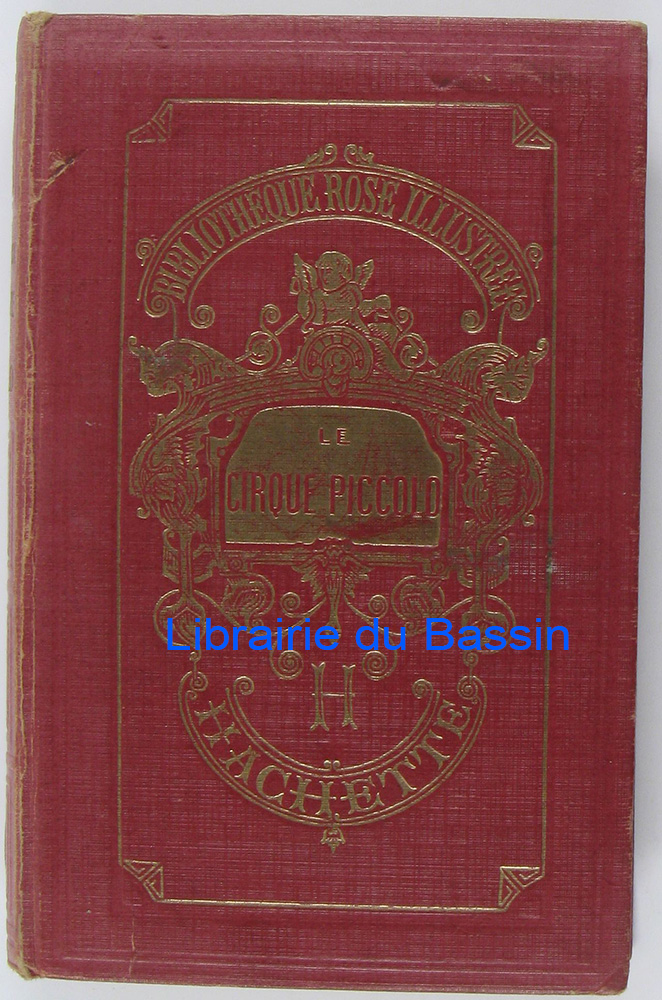 BIBLIOTHEQUE ROSE ILLUSTREE
LE
CIRQUE PICCOLO
Librairie du Bassin
H
HACHETTE